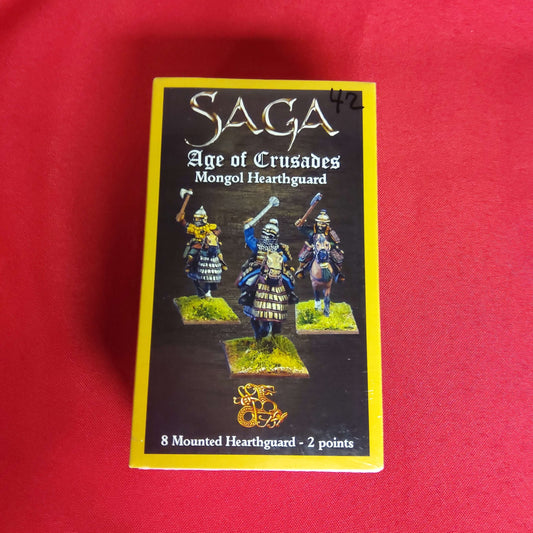 42
SAGA
Age of Crusades
Mongol Hearthguard
8 Mounted Hearthguard - 2 points